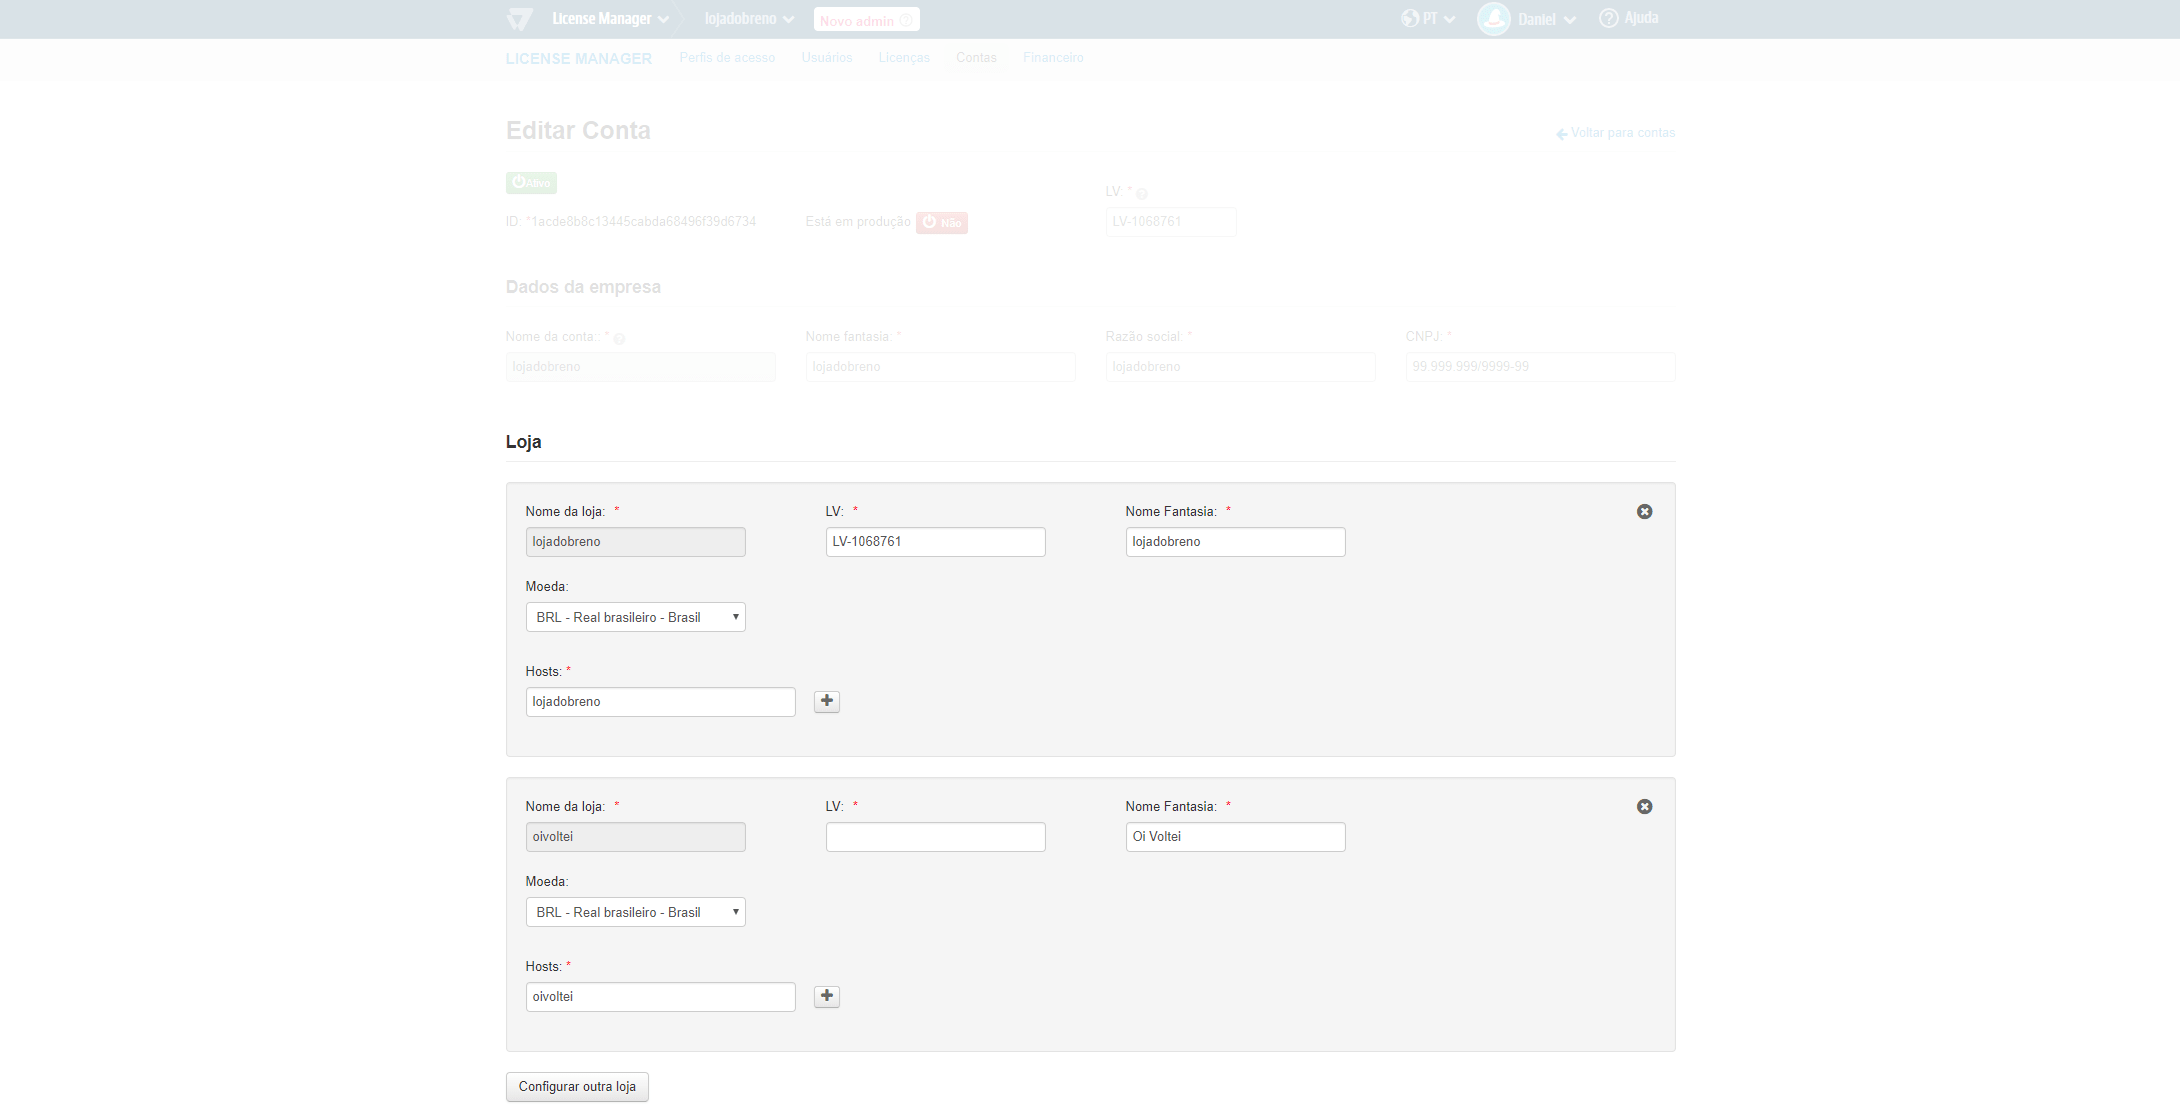 License Manager lojadobreno Novo admin PT Daniel Ajuda
LICENSE MANAGER Perfis de acesso Usuários Licenças Contas Financeiro
Editar Conta
Voltar para contas
Ativo
LV: *
ID: *1acde8b8c13445cabda68496f39d6734 Está em produção Não LV-1068761
Dados da empresa
Nome da conta:: * Nome fantasia: * Razão social: * CNPJ: *
lojadobreno lojadobreno lojadobreno 99.999.999/9999-99
Loja
Nome da loja: * LV: * Nome Fantasia: *
lojadobreno LV-1068761 lojadobreno
Moeda:
BRL - Real brasileiro - Brasil
Hosts: *
lojadobreno
Nome da loja: * LV: * Nome Fantasia: *
oivoltei Oi Voltei
Moeda:
BRL - Real brasileiro - Brasil
Hosts: *
oivoltei
Configurar outra loja